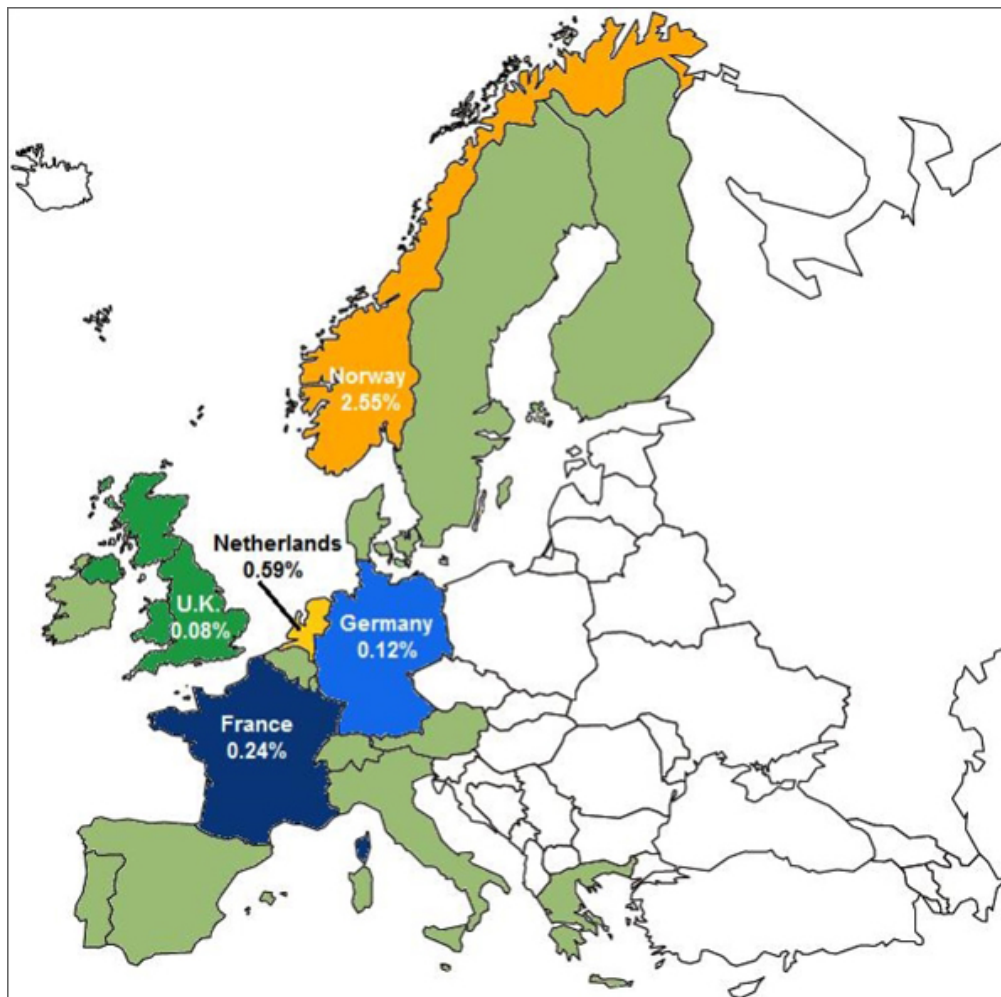 Norway
2.55%
Netherlands
0.59%
U.K.
0.08%
Germany
0.12%
France
0.24%